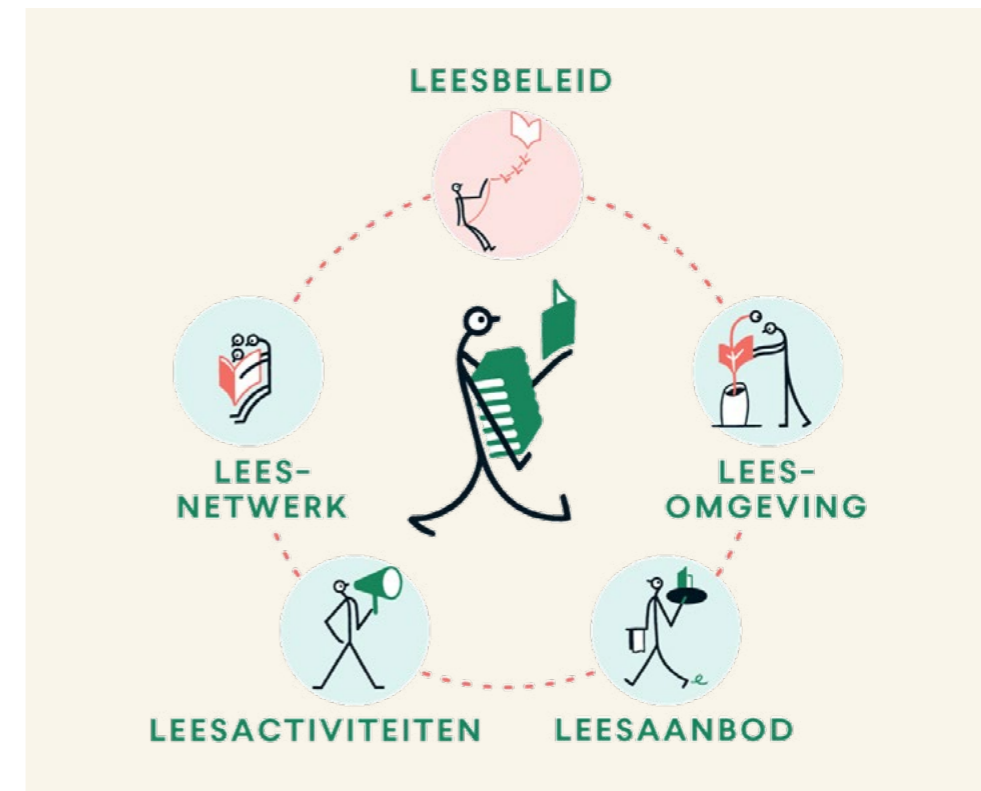 LEESBELEID
LEES-
NETWERK
LEES-
OMGEVING
LEESACTIVITEITEN
LEESAANBOD